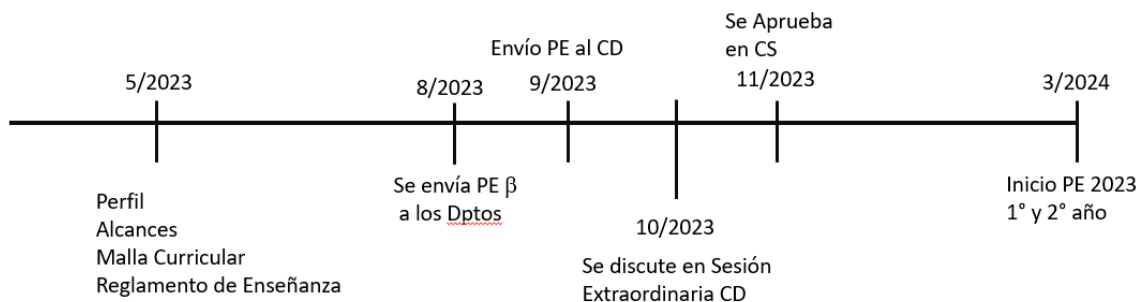 5/2023
Perfil
Alcances
Malla Curricular
Reglamento de Enseñanza
8/2023
Se envía PE β
a los Dptos
Envío PE al CD
9/2023
10/2023
Se discute en Sesión
Extraordinaria CD
Se Aprueba
en CS
11/2023
3/2024
Inicio PE 2023
1° y 2° año